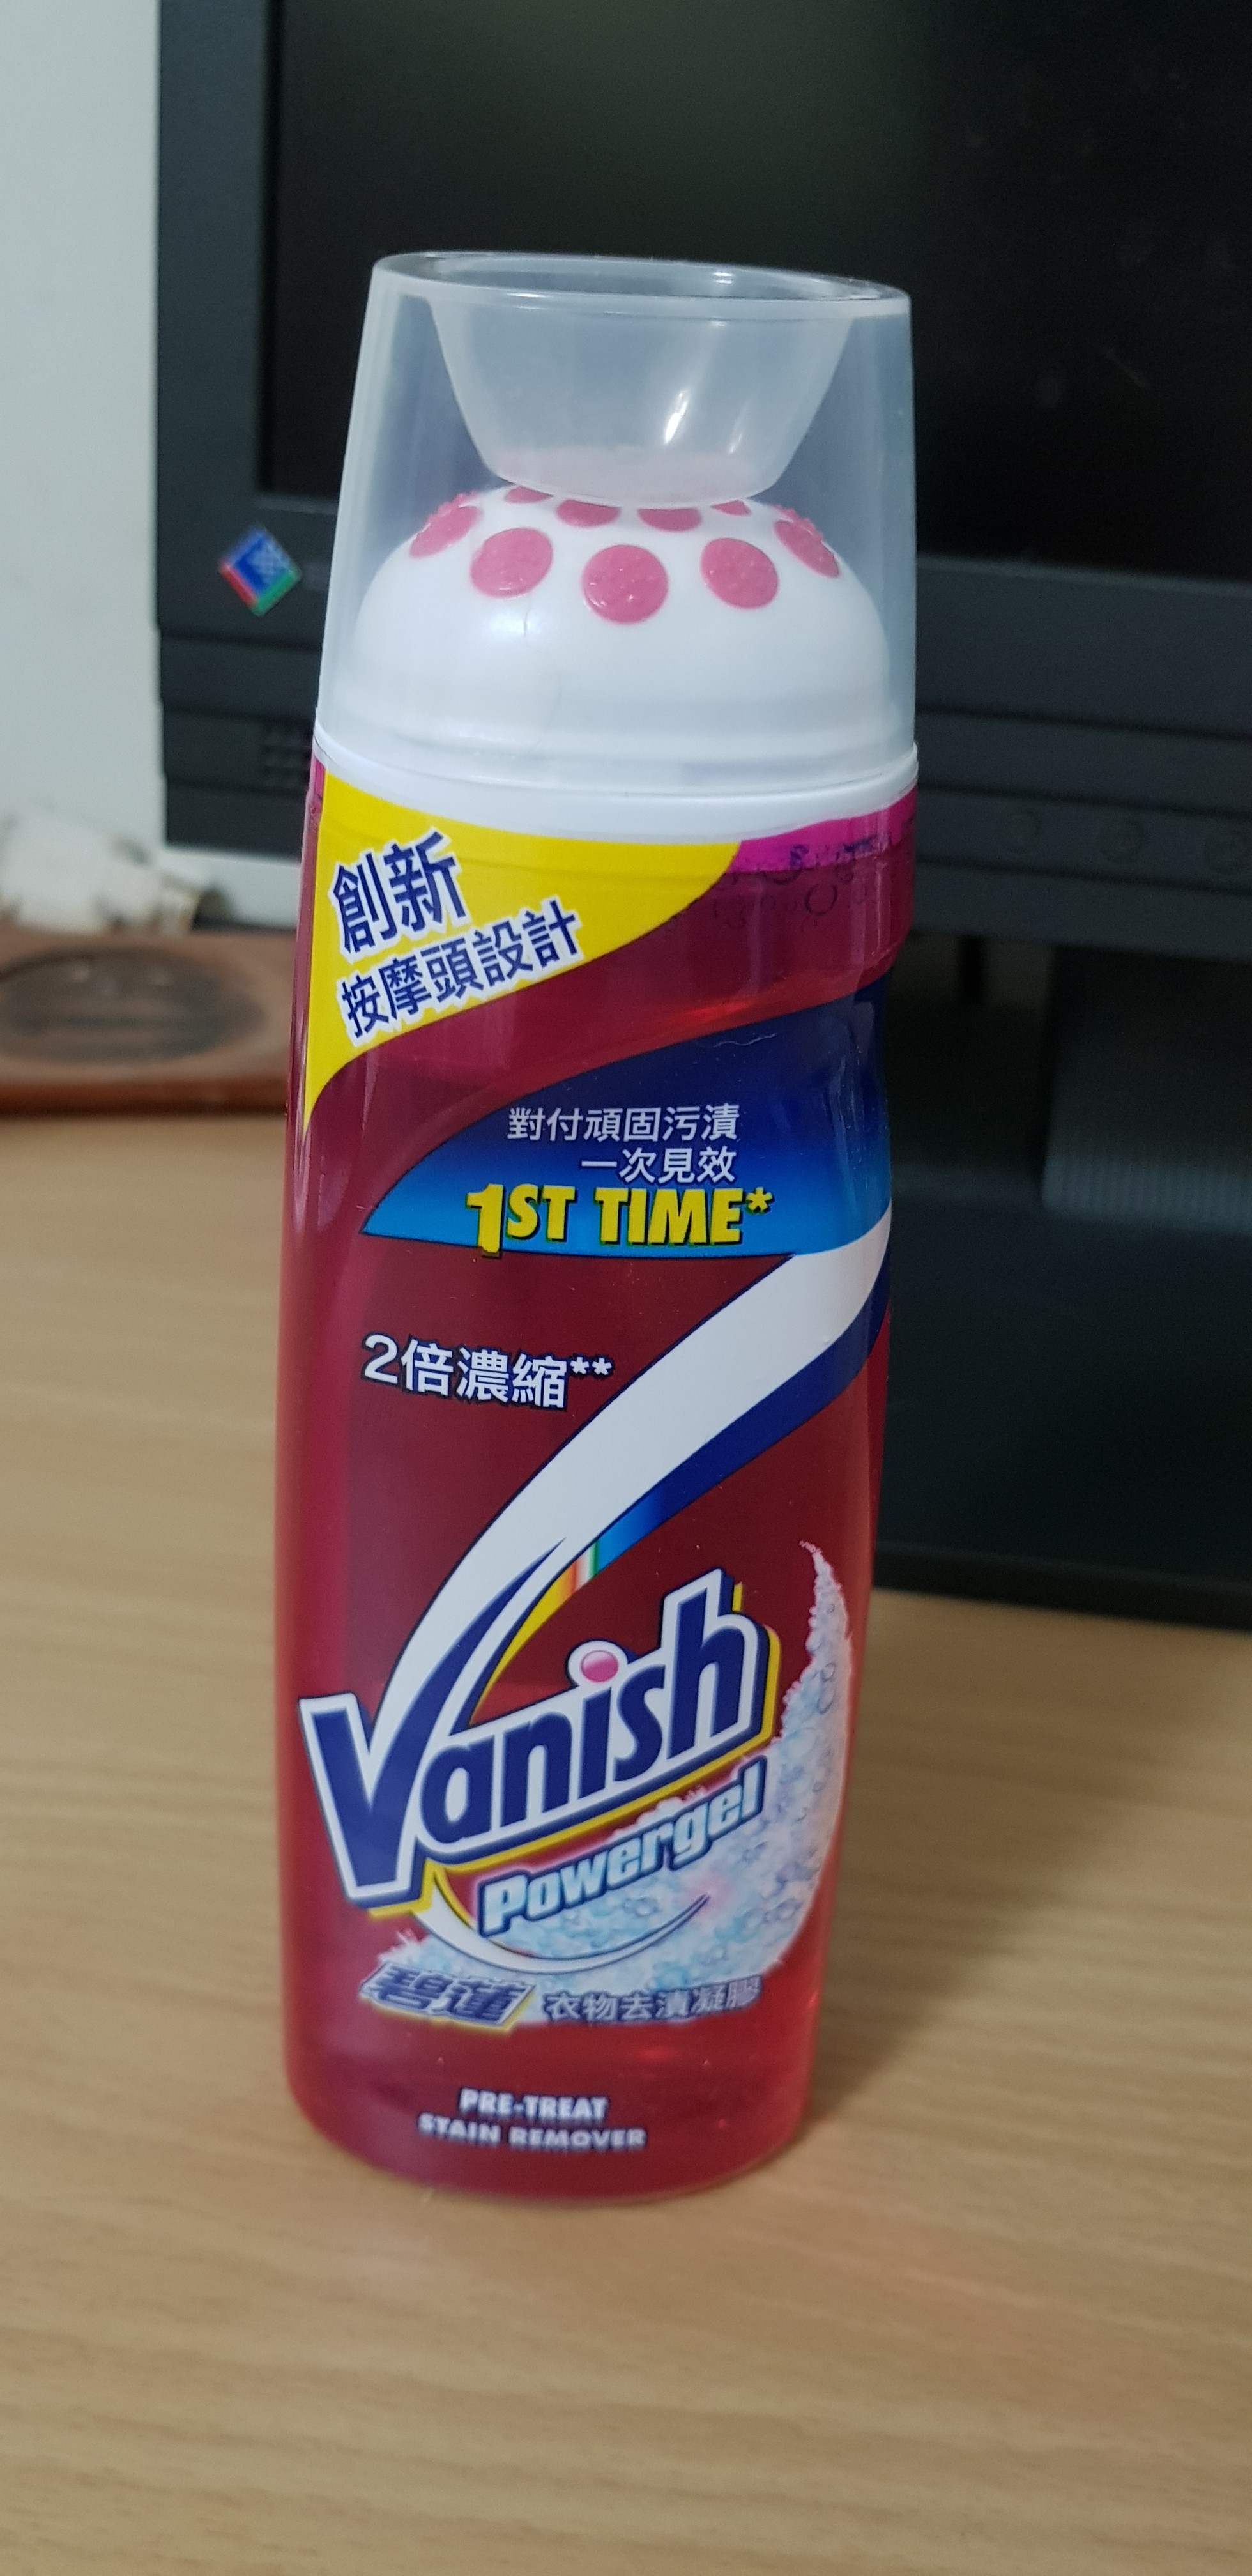 創新
按摩頭設計
對付頑固污漬
一次見效
1ST TIME*
2倍濃縮**
Vanish
Powergel
碧蓮 衣物去漬凝膠
PRE-TREAT
STAIN REMOVER